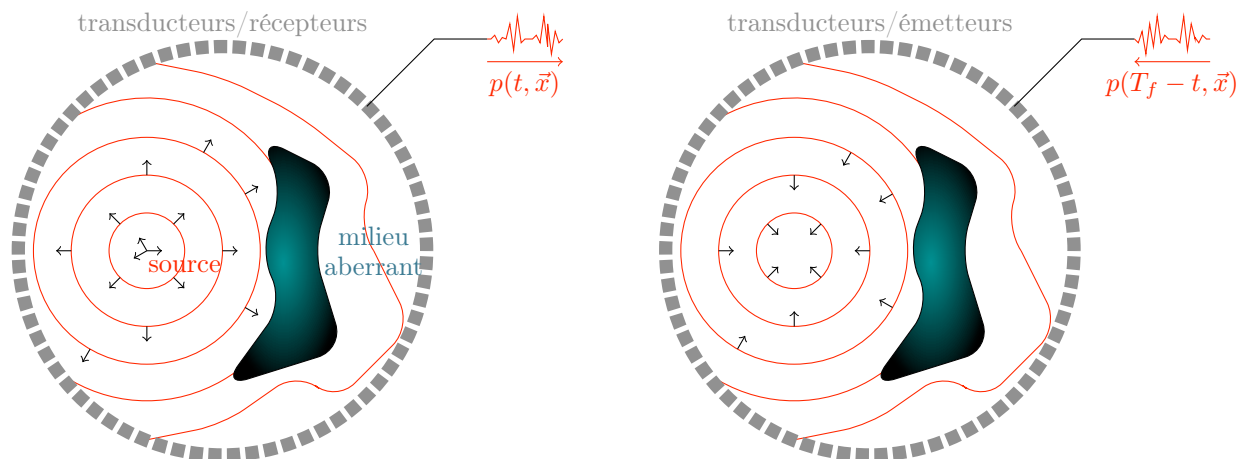 transducteurs/récepteurs
p(t, x⃗)
source
milieu
aberrant
transducteurs/émetteurs
p(T_f − t, x⃗)